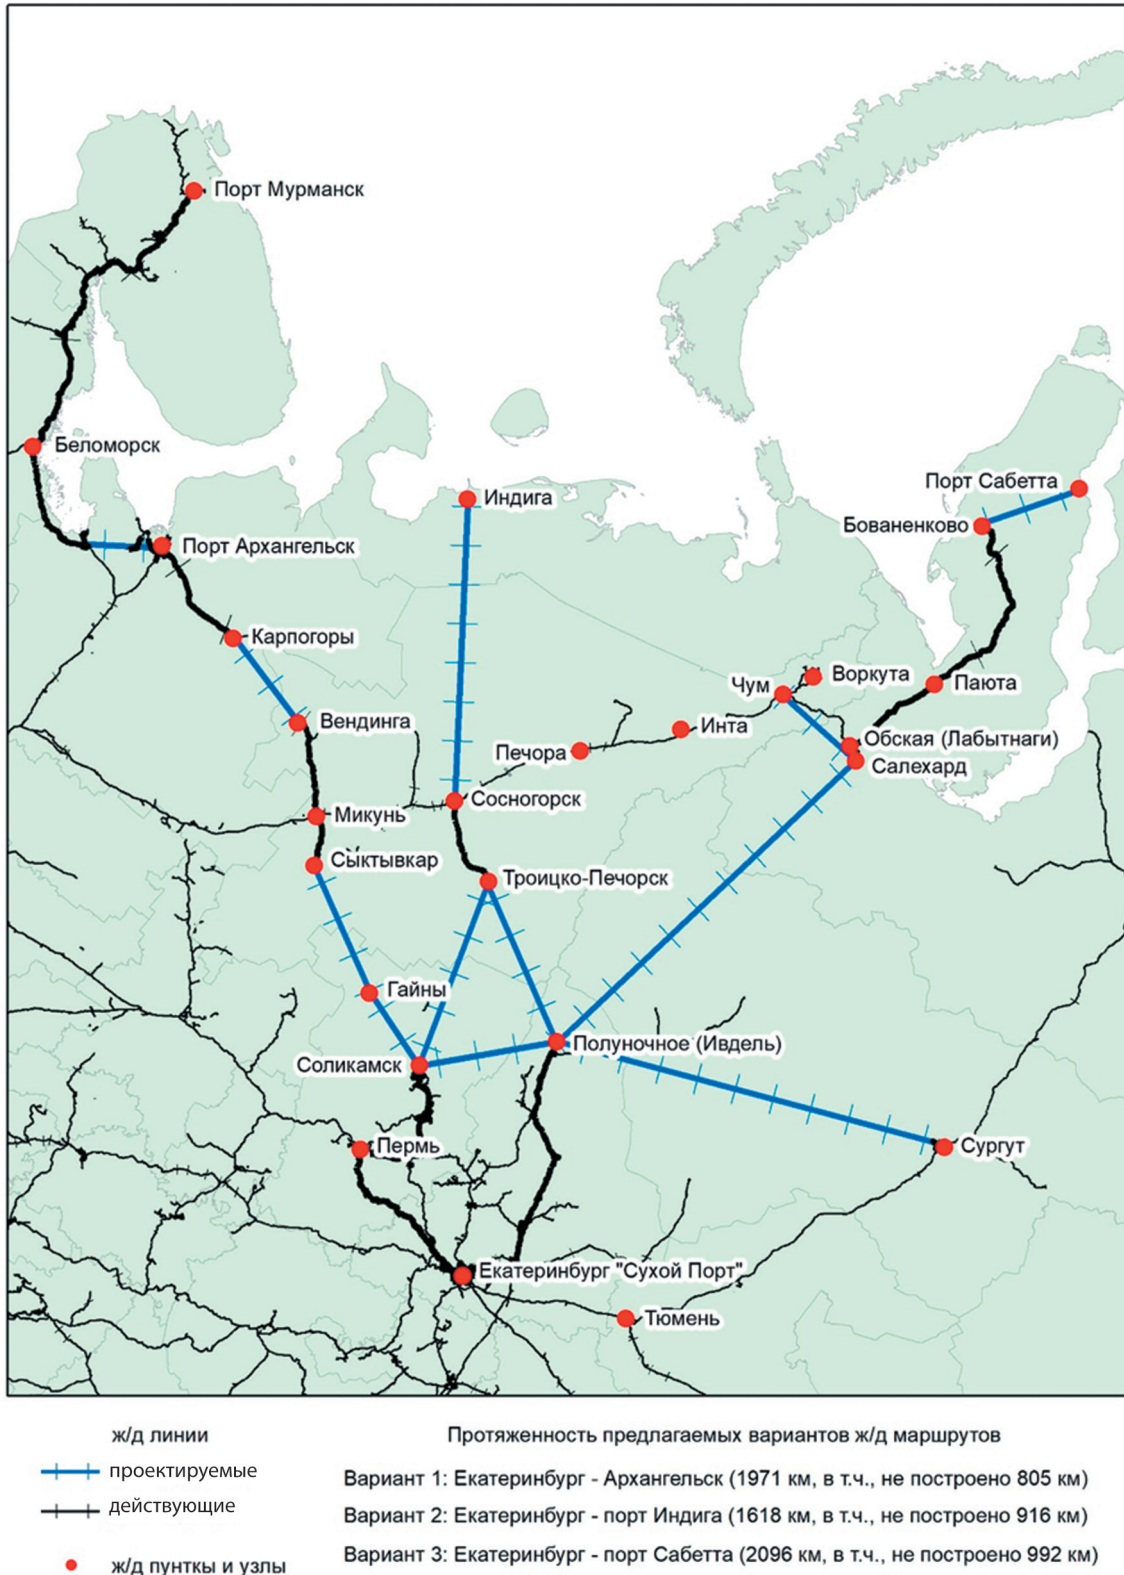 Порт Мурманск
Беломорск
Порт Сабетта
Индига
Бованенково
Порт Архангельск
Карпогоры
Воркута
Чум
Паюта
Вендинга
Инта
Обская (Лабытнаги)
Печора
Салехард
Сосногорск
Микунь
Сыктывкар
Троицко-Печорск
Гайны
Полуночное (Ивдель)
Соликамск
Пермь
Сургут
Екатеринбург "Сухой Порт"
Тюмень
ж/д линии
проектируемые
действующие
ж/д пунткы и узлы
Протяженность предлагаемых вариантов ж/д маршрутов
Вариант 1: Екатеринбург - Архангельск (1971 км, в т.ч., не построено 805 км)
Вариант 2: Екатеринбург - порт Индига (1618 км, в т.ч., не построено 916 км)
Вариант 3: Екатеринбург - порт Сабетта (2096 км, в т.ч., не построено 992 км)